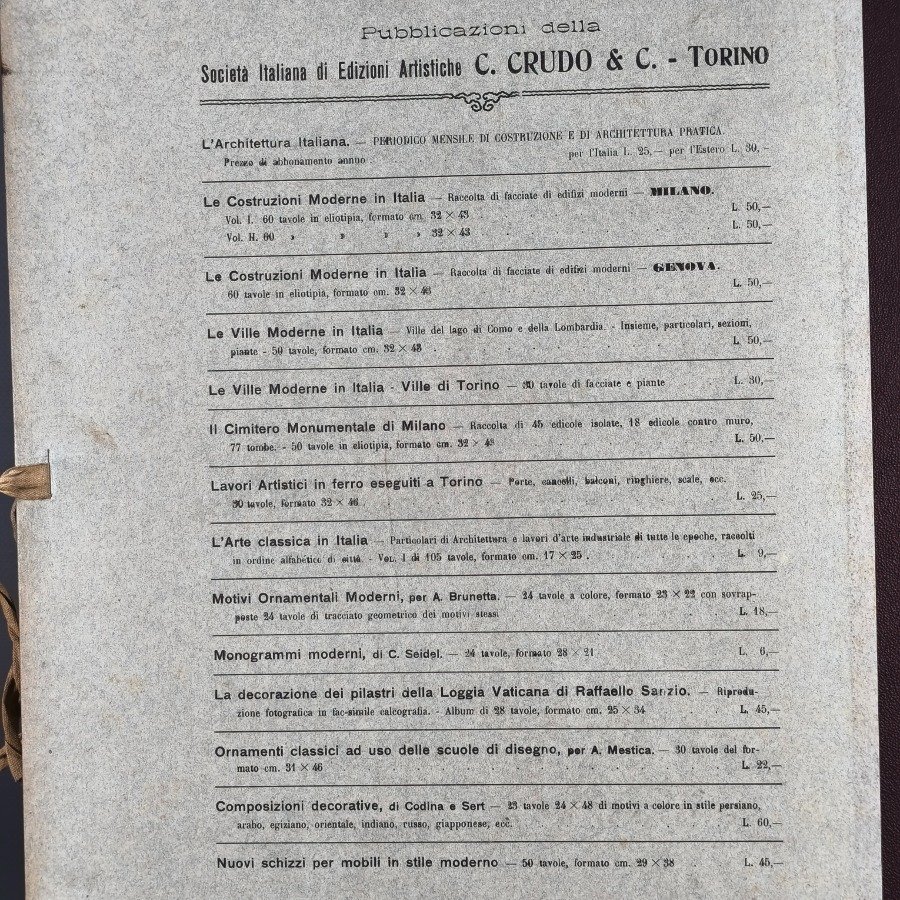 Pubblicazioni della
Società Italiana di Edizioni Artistiche C. CRUDO & C. - TORINO
L'Architettura Italiana. — PERIODICO MENSILE DI COSTRUZIONE E DI ARCHITETTURA PRATICA.
Prezzo di abbonamento annuo . per l'Italia L. 25,— per l'Estero L. 30, -
Le Costruzioni Moderne in Italia — Raccolta di facciate di edifizi moderni — MILANO.
Vol. I. 60 tavole in eliotipia, formato cm. 32 × 43 . L. 50,—
Vol. II. 60 » » » » 32 × 43 . L. 50,—
Le Costruzioni Moderne in Italia — Raccolta di facciate di edifizi moderni — GENOVA.
60 tavole in eliotipia, formato cm. 32 × 46 L. 50,—
Le Ville Moderne in Italia — Ville del lago di Como e della Lombardia. - Insieme, particolari, sezioni,
piante - 50 tavole, formato cm. 32 × 43 . L. 50,—
Le Ville Moderne in Italia - Ville di Torino — 30 tavole di facciate e piante . L. 30,—
Il Cimitero Monumentale di Milano — Raccolta di 45 edicole isolate, 18 edicole contro muro,
77 tombe. - 50 tavole in eliotipia, formato cm. 32 × 43 L. 50,—
Lavori Artistici in ferro eseguiti a Torino — Porte, cancelli, balconi, ringhiere, scale, ecc.
30 tavole, formato 32 × 46 . L. 25,—
L'Arte classica in Italia — Particolari di Architettura e lavori d'arte industriale di tutte le epoche, raccolti
in ordine alfabetico di città. - Vol. I di 105 tavole, formato cm. 17 × 25 . L. 9,—
Motivi Ornamentali Moderni, per A. Brunetta. — 24 tavole a colore, formato 23 × 22 con sovrap-
poste 24 tavole di tracciato geometrico dei motivi stessi L. 18,—
Monogrammi moderni, di C. Seidel. — 24 tavole, formato 28 × 21 . L. 6,—
La decorazione dei pilastri della Loggia Vaticana di Raffaello Sanzio. — Riprodu-
zione fotografica in fac-simile calcografia. - Album di 28 tavole, formato cm. 25 × 34 L. 45,—
Ornamenti classici ad uso delle scuole di disegno, per A. Mestica. — 30 tavole del for-
mato cm. 31 × 46 L. 22,—
Composizioni decorative, di Codina e Sert — 23 tavole 24 × 48 di motivi a colore in stile persiano,
arabo, egiziano, orientale, indiano, russo, giapponese, ecc. L. 60,—
Nuovi schizzi per mobili in stile moderno — 50 tavole, formato cm. 29 × 38 . L. 45,—